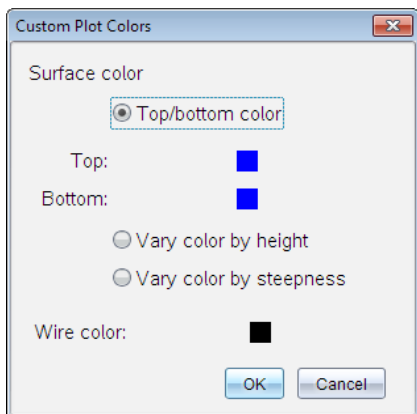 Custom Plot Colors
Surface color
Top/bottom color
Top:
Bottom:
Vary color by height
Vary color by steepness
Wire color:
OK Cancel